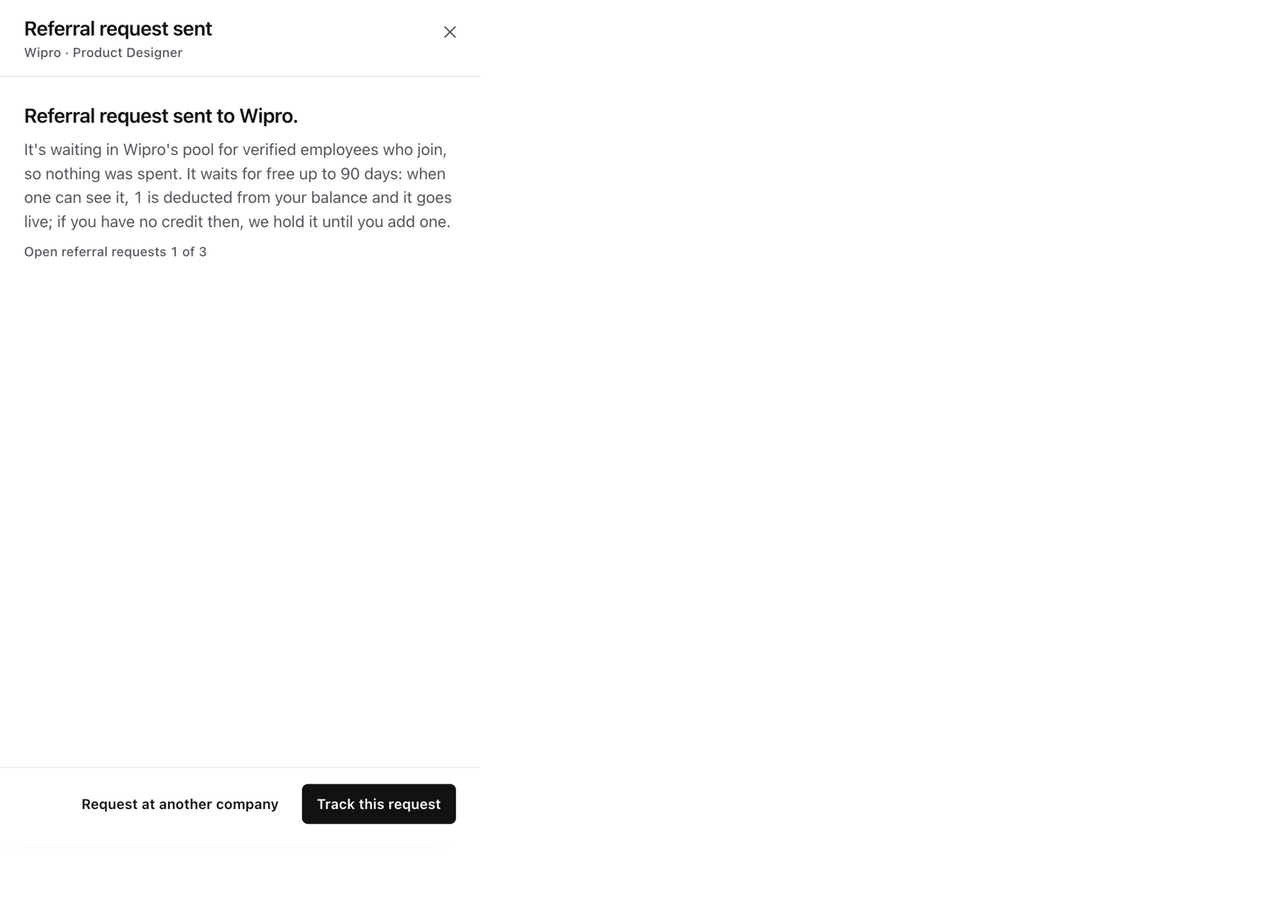 Referral request sent
Wipro · Product Designer
Referral request sent to Wipro.
It's waiting in Wipro's pool for verified employees who join,
so nothing was spent. It waits for free up to 90 days: when
one can see it, 1 is deducted from your balance and it goes
live; if you have no credit then, we hold it until you add one.
Open referral requests 1 of 3
Request at another company
Track this request